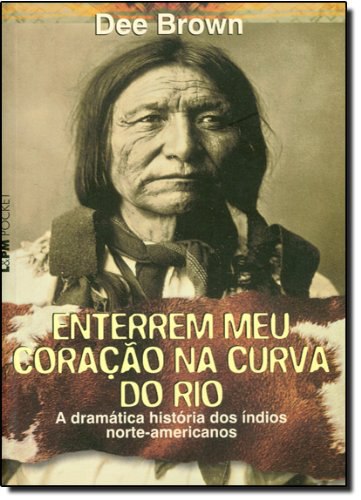 Dee Brown
L&PM POCKET
ENTERREM MEU
CORAÇÃO NA CURVA
DO RIO
A dramática história dos índios
norte-americanos